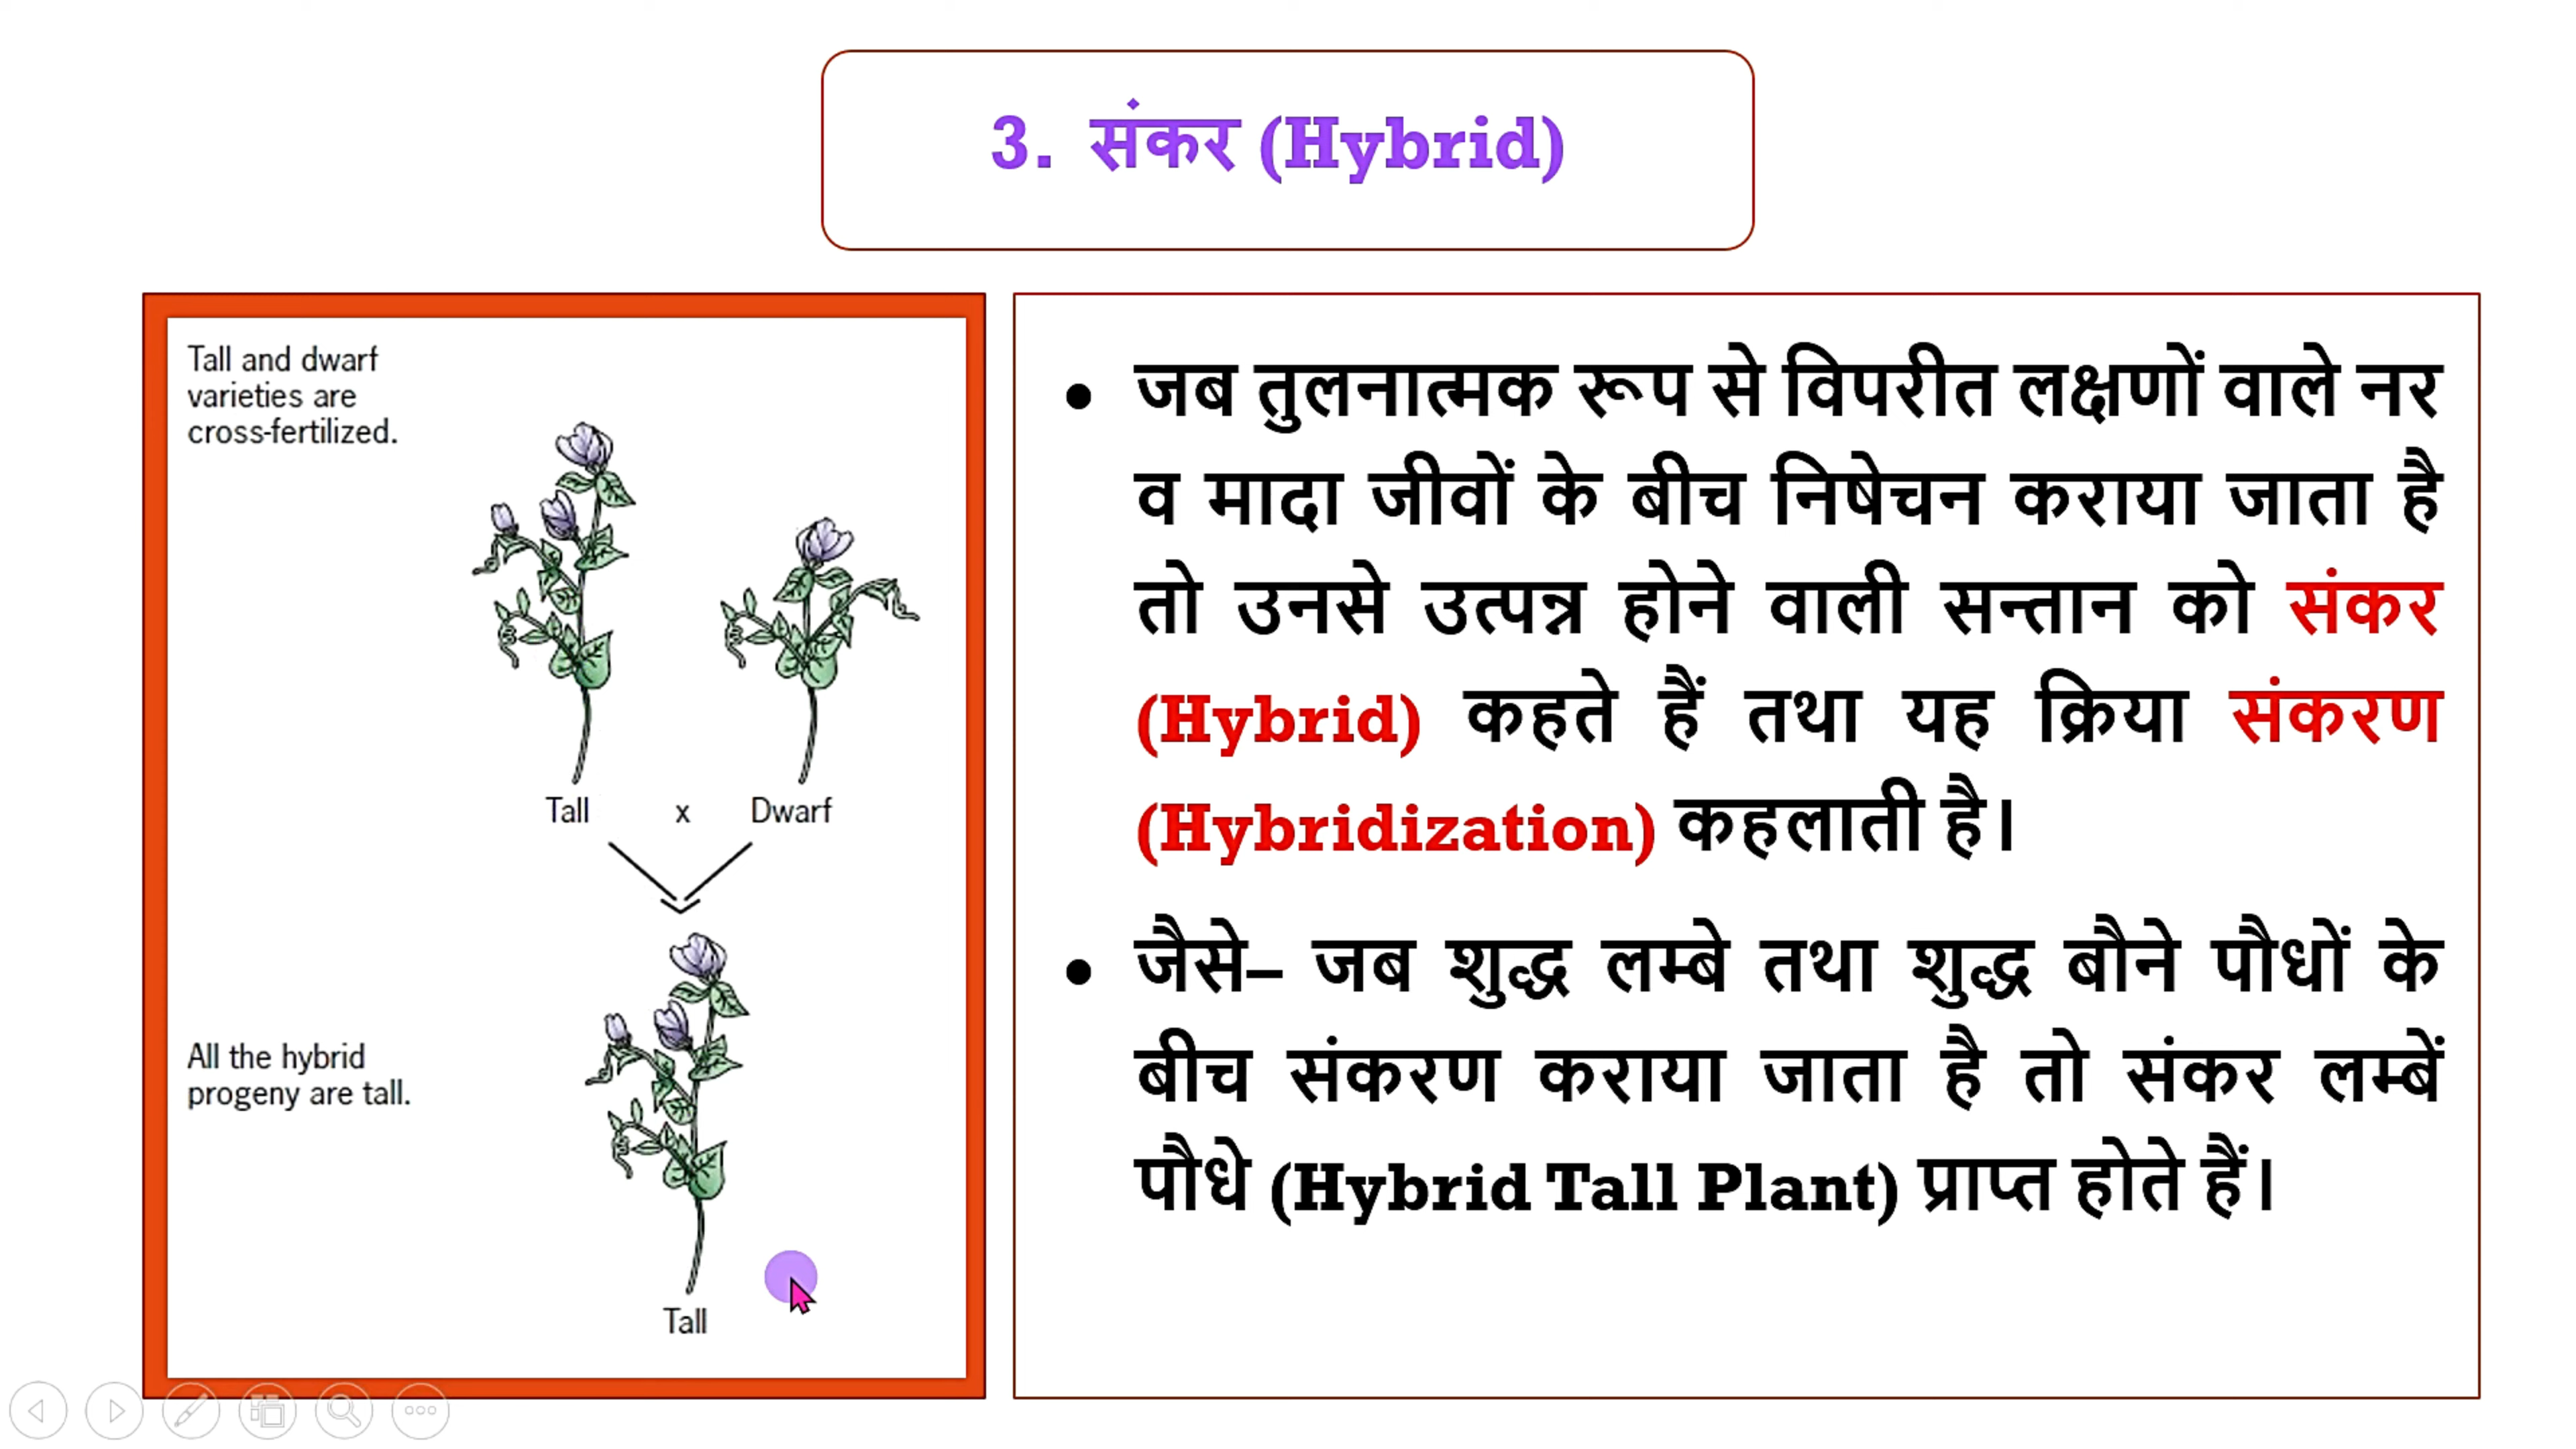 3. संकर (Hybrid)
Tall and dwarf
varieties are
cross-fertilized.
Tall x Dwarf
All the hybrid
progeny are tall.
Tall
• जब तुलनात्मक रूप से विपरीत लक्षणों वाले नर
व मादा जीवों के बीच निषेचन कराया जाता है
तो उनसे उत्पन्न होने वाली सन्तान को संकर
(Hybrid) कहते हैं तथा यह क्रिया संकरण
(Hybridization) कहलाती है।
• जैसे– जब शुद्ध लम्बे तथा शुद्ध बौने पौधों के
बीच संकरण कराया जाता है तो संकर लम्बें
पौधे (Hybrid Tall Plant) प्राप्त होते हैं।